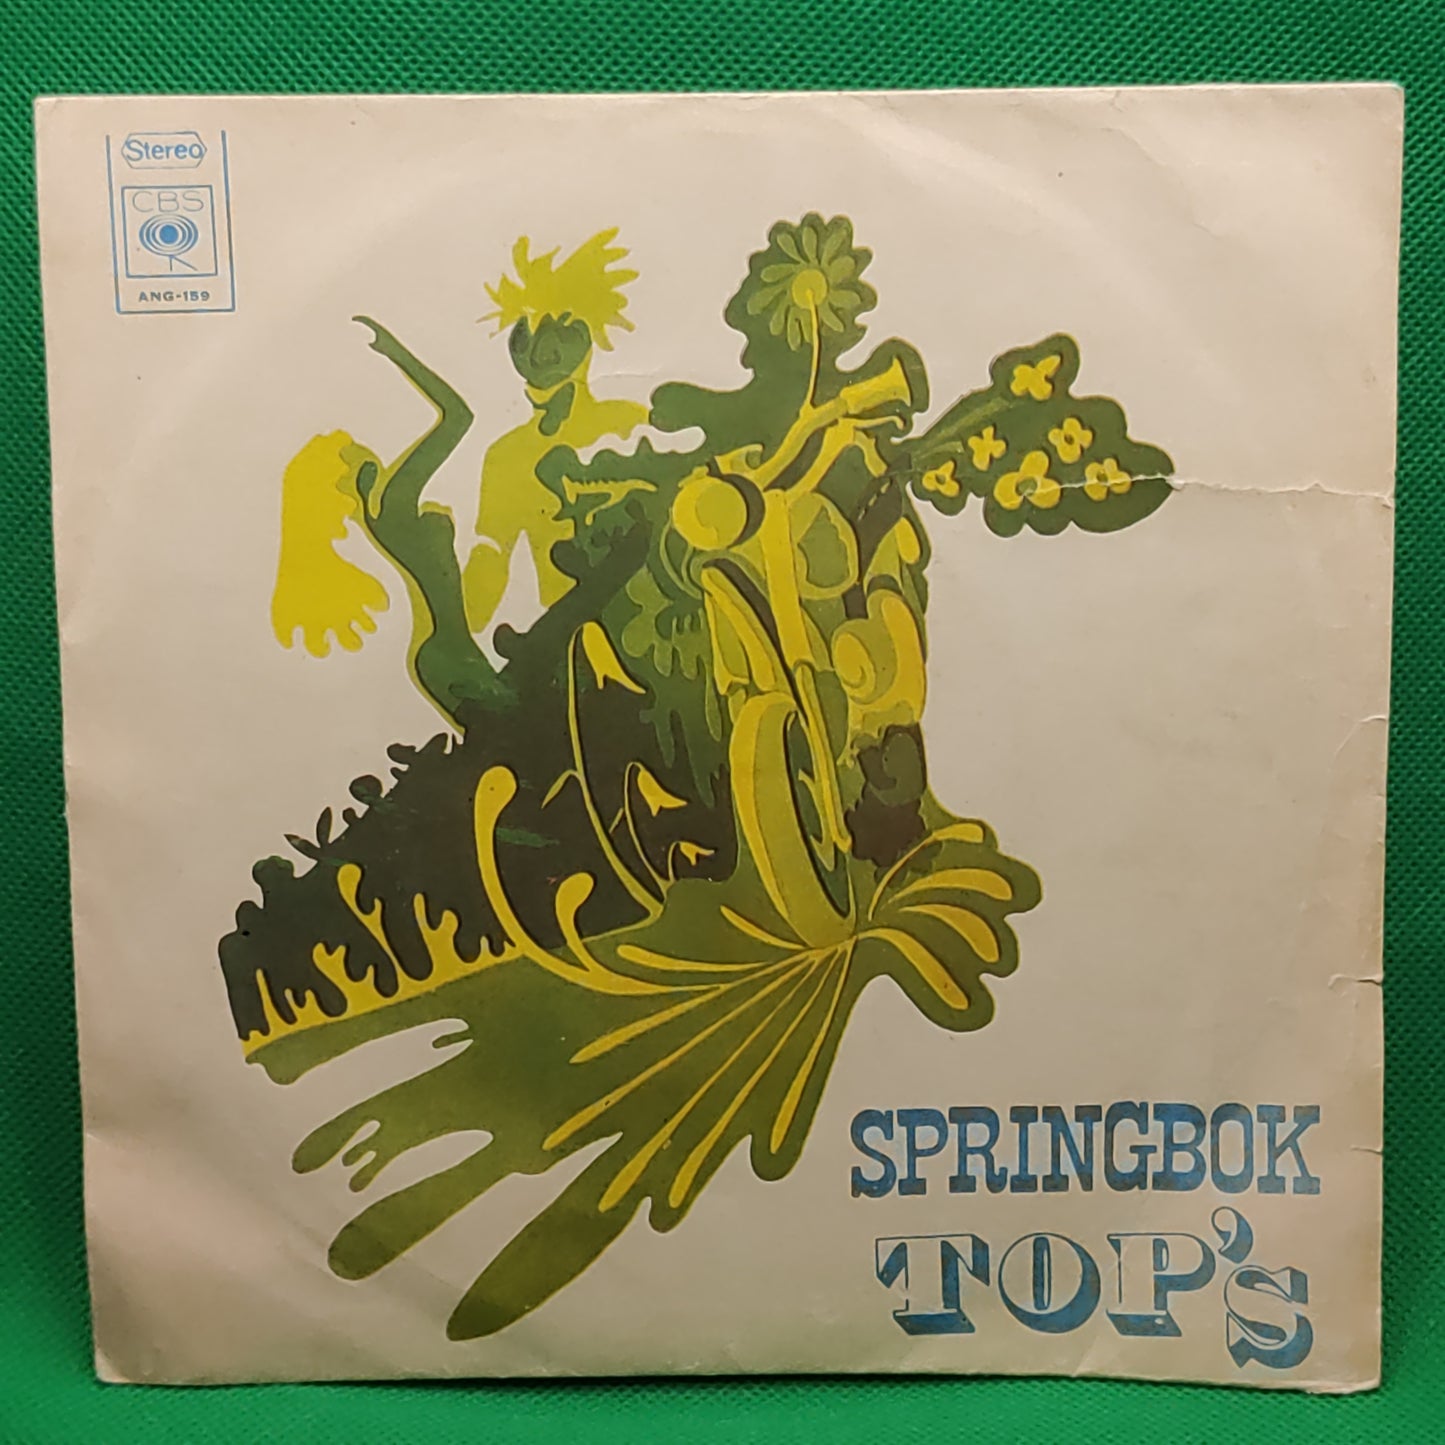 Stereo
CBS
ANG-159
SPRINGBOK
TOP's